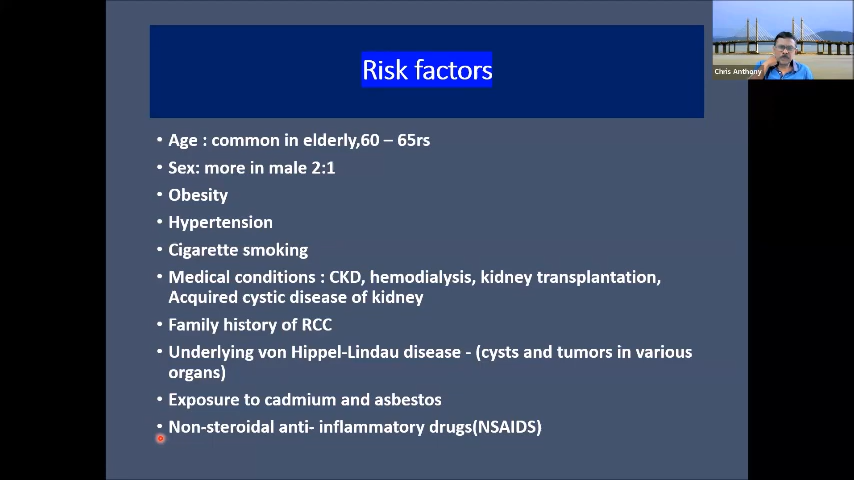 Risk factors
Chris Anthony
• Age : common in elderly,60 – 65rs
• Sex: more in male 2:1
• Obesity
• Hypertension
• Cigarette smoking
• Medical conditions : CKD, hemodialysis, kidney transplantation,
Acquired cystic disease of kidney
• Family history of RCC
• Underlying von Hippel-Lindau disease - (cysts and tumors in various
organs)
• Exposure to cadmium and asbestos
• Non-steroidal anti- inflammatory drugs(NSAIDS)